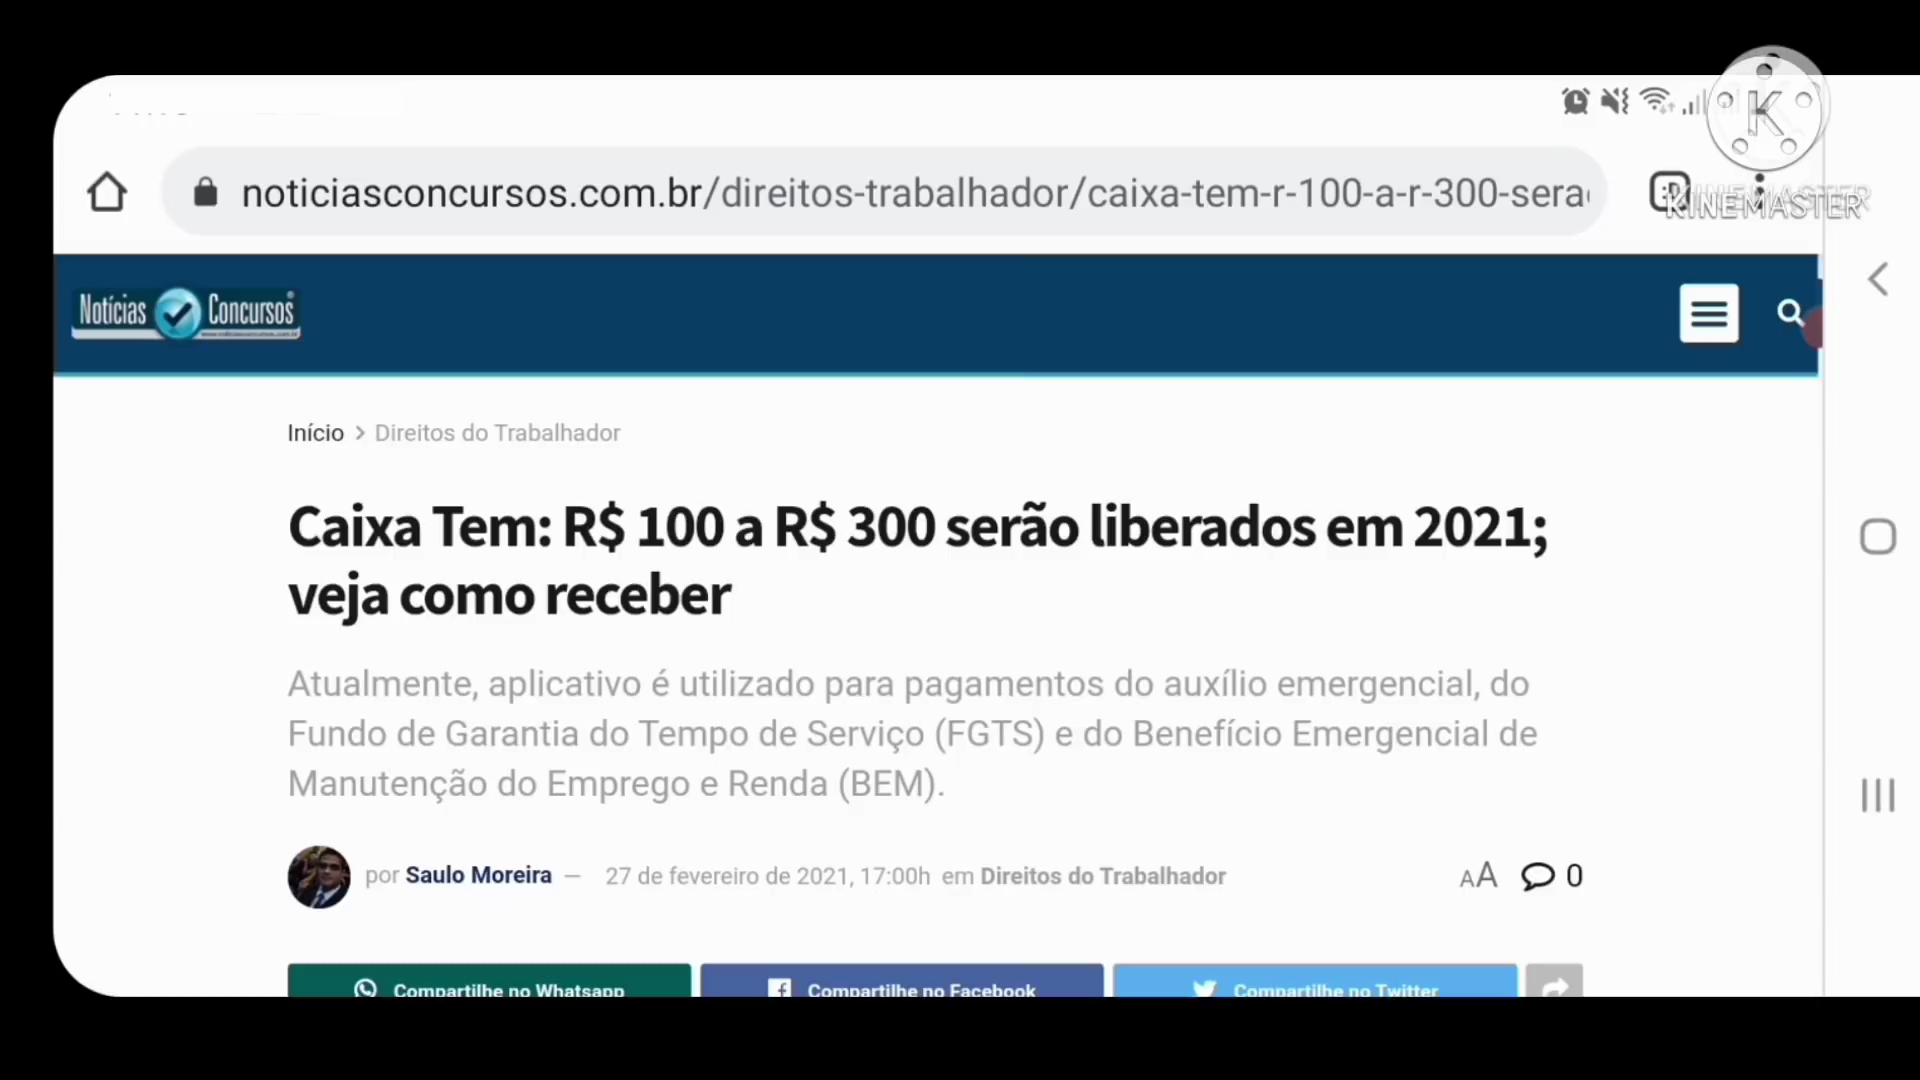 K
KINEMASTER
noticiasconcursos.com.br/direitos-trabalhador/caixa-tem-r-100-a-r-300-sera
Notícias Concursos
Início > Direitos do Trabalhador
Caixa Tem: R$ 100 a R$ 300 serão liberados em 2021;
veja como receber
Atualmente, aplicativo é utilizado para pagamentos do auxílio emergencial, do
Fundo de Garantia do Tempo de Serviço (FGTS) e do Benefício Emergencial de
Manutenção do Emprego e Renda (BEM).
por Saulo Moreira — 27 de fevereiro de 2021, 17:00h em Direitos do Trabalhador
AA 0
Compartilhe no Whatsapp
Compartilhe no Facebook
Compartilhe no Twitter